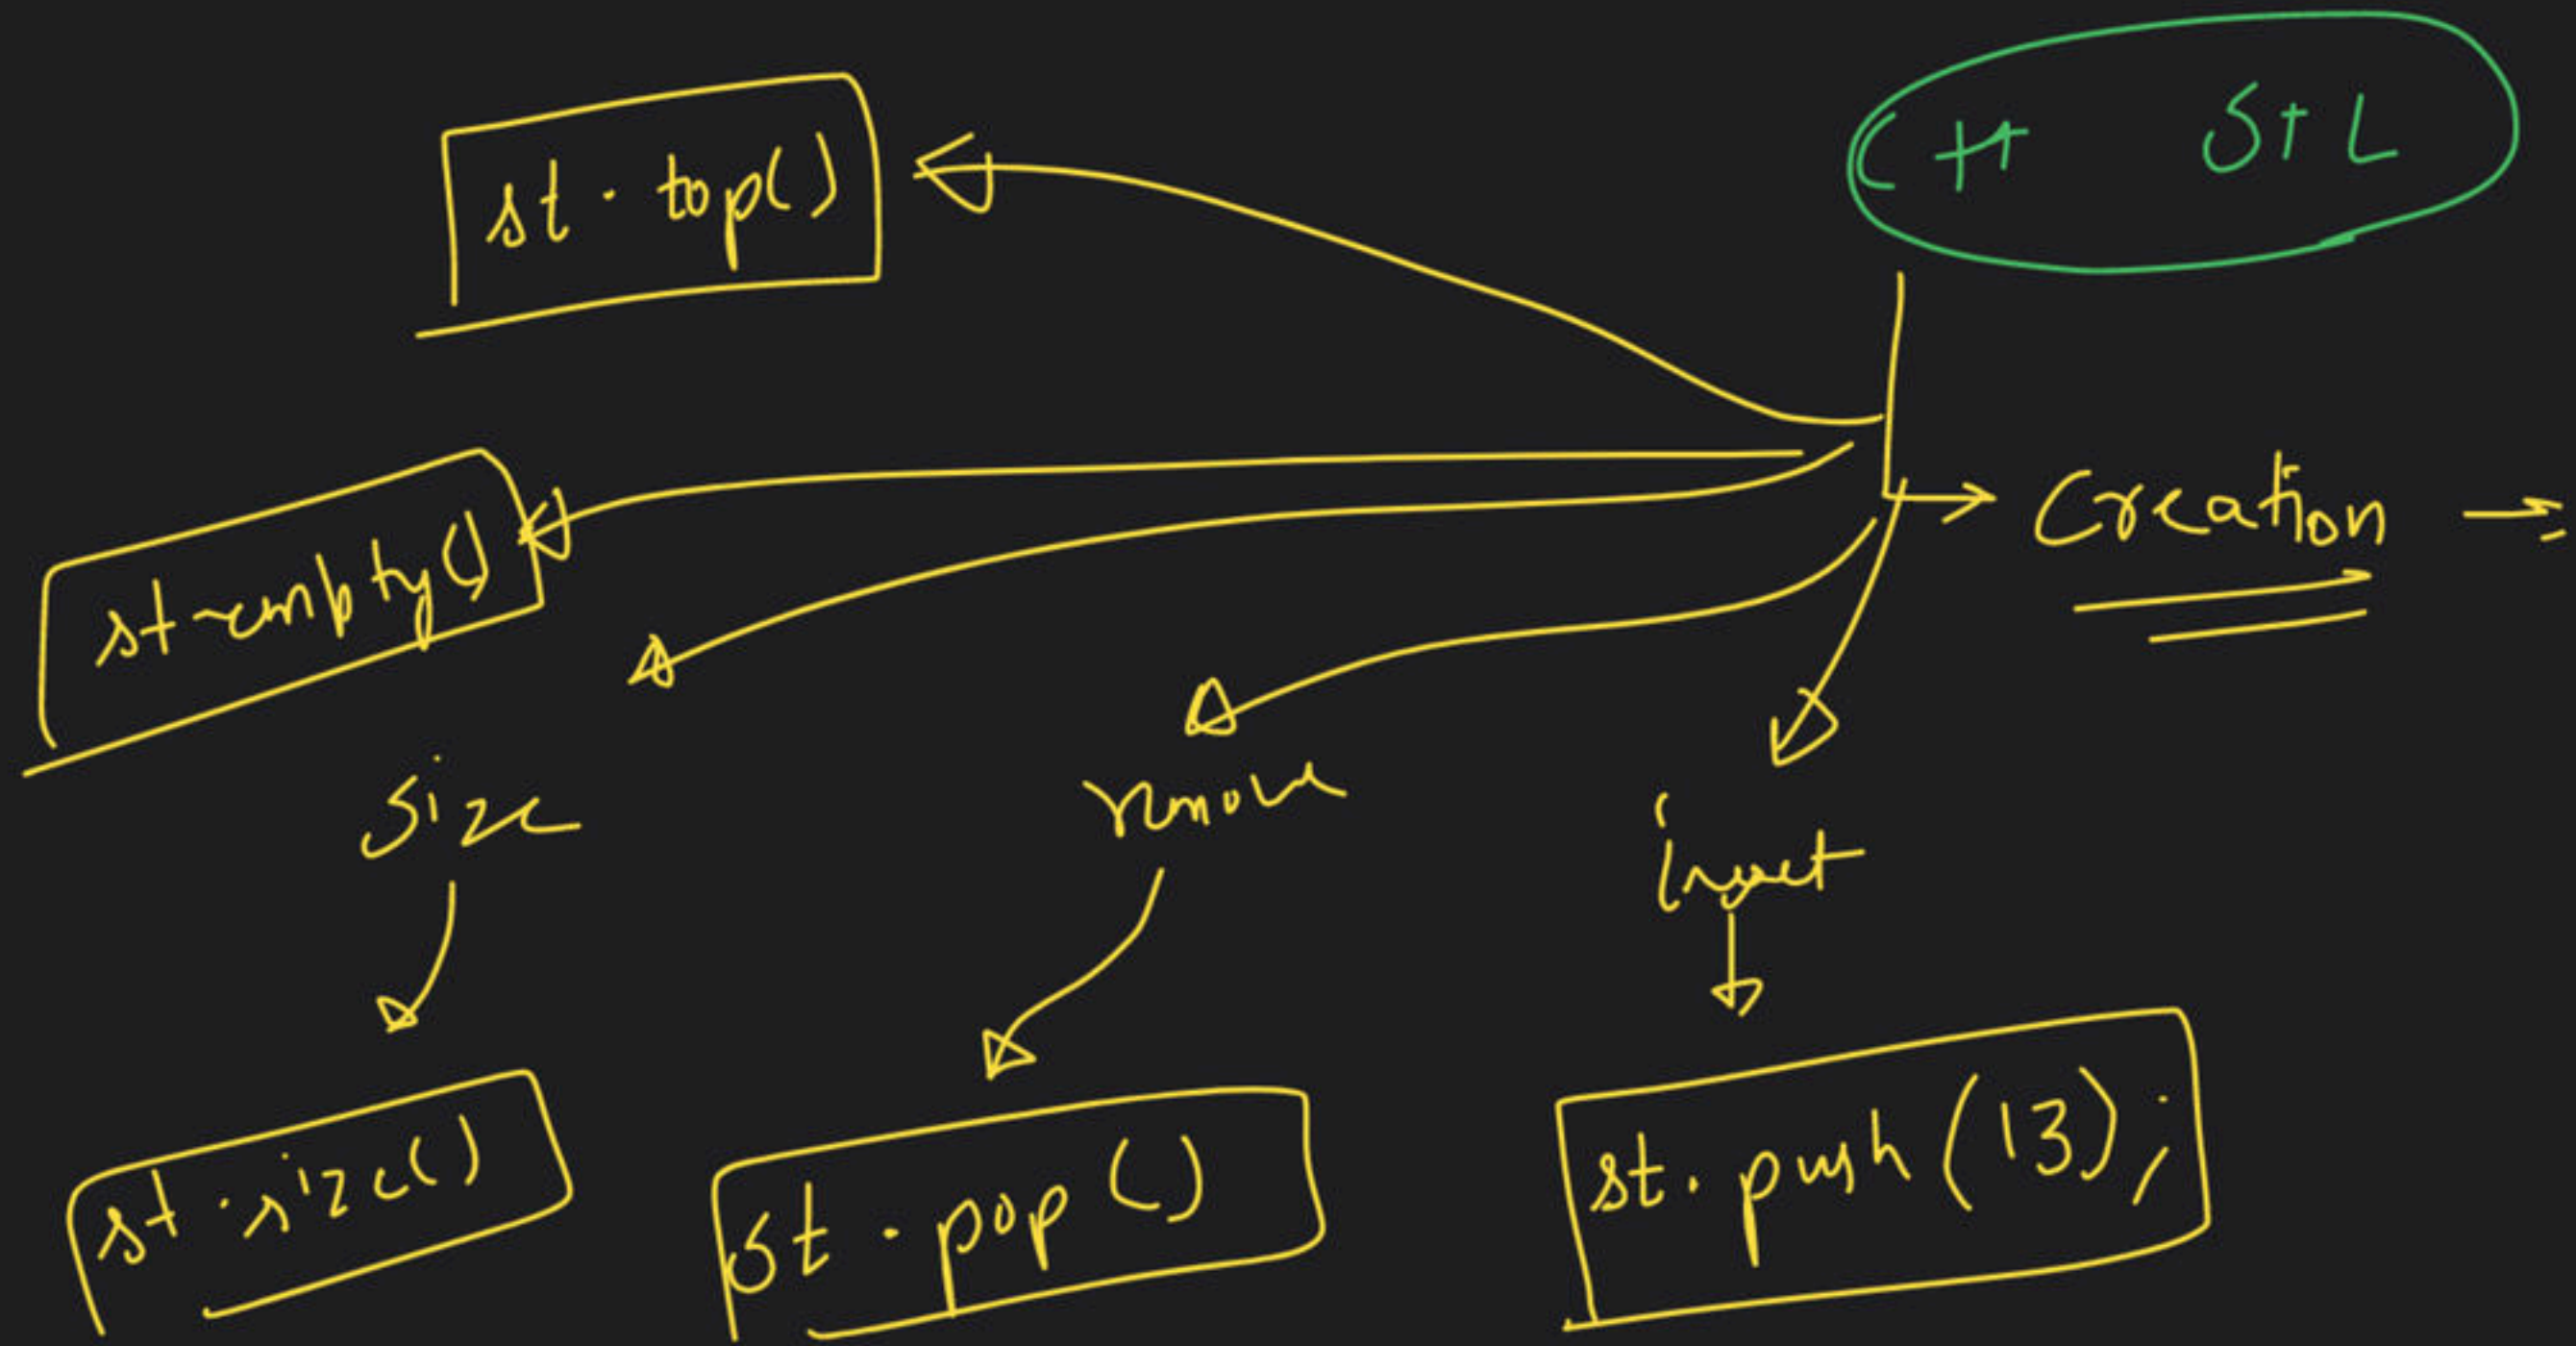 C++ STL
st.top()
Creation
st.empty()
size
remove
insert
st.size()
st.pop()
st.push(13);